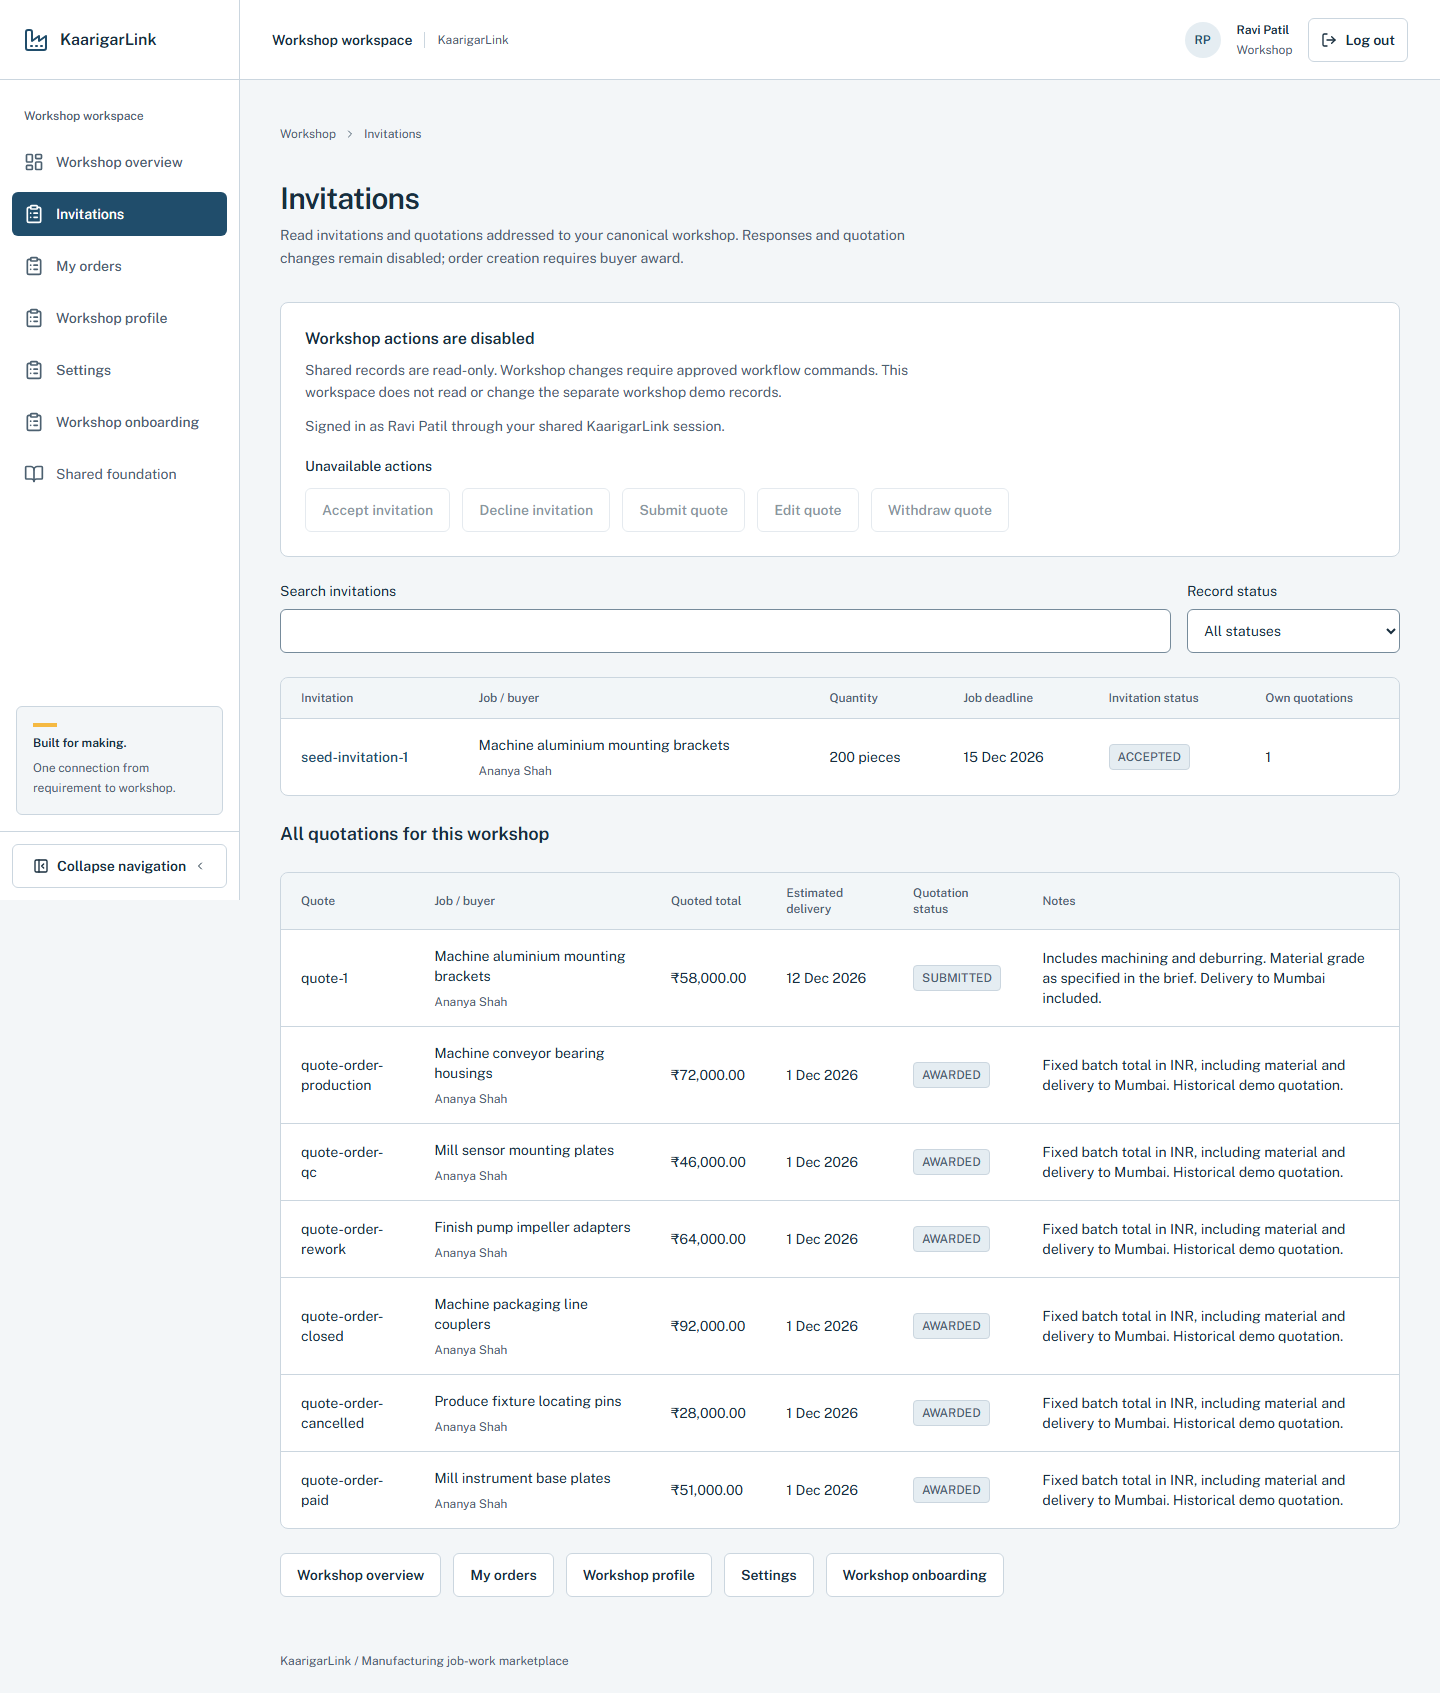 KaarigarLink
Workshop workspace
KaarigarLink
RP
Ravi Patil
Workshop
Log out
Workshop workspace
Workshop overview
Invitations
My orders
Workshop profile
Settings
Workshop onboarding
Shared foundation
Built for making.
One connection from
requirement to workshop.
Collapse navigation
Workshop > Invitations
Invitations
Read invitations and quotations addressed to your canonical workshop. Responses and quotation
changes remain disabled; order creation requires buyer award.
Workshop actions are disabled
Shared records are read-only. Workshop changes require approved workflow commands. This
workspace does not read or change the separate workshop demo records.
Signed in as Ravi Patil through your shared KaarigarLink session.
Unavailable actions
Accept invitation Decline invitation Submit quote Edit quote Withdraw quote
Search invitations
Record status
All statuses
Invitation Job / buyer Quantity Job deadline Invitation status Own quotations
seed-invitation-1 Machine aluminium mounting brackets 200 pieces 15 Dec 2026 ACCEPTED 1
Ananya Shah
All quotations for this workshop
Quote Job / buyer Quoted total Estimated delivery Quotation status Notes
quote-1
Machine aluminium mounting
brackets
Ananya Shah
₹58,000.00
12 Dec 2026
SUBMITTED
Includes machining and deburring. Material grade
as specified in the brief. Delivery to Mumbai
included.
quote-order-
production
Machine conveyor bearing
housings
Ananya Shah
₹72,000.00
1 Dec 2026
AWARDED
Fixed batch total in INR, including material and
delivery to Mumbai. Historical demo quotation.
quote-order-
qc
Mill sensor mounting plates
Ananya Shah
₹46,000.00
1 Dec 2026
AWARDED
Fixed batch total in INR, including material and
delivery to Mumbai. Historical demo quotation.
quote-order-
rework
Finish pump impeller adapters
Ananya Shah
₹64,000.00
1 Dec 2026
AWARDED
Fixed batch total in INR, including material and
delivery to Mumbai. Historical demo quotation.
quote-order-
closed
Machine packaging line
couplers
Ananya Shah
₹92,000.00
1 Dec 2026
AWARDED
Fixed batch total in INR, including material and
delivery to Mumbai. Historical demo quotation.
quote-order-
cancelled
Produce fixture locating pins
Ananya Shah
₹28,000.00
1 Dec 2026
AWARDED
Fixed batch total in INR, including material and
delivery to Mumbai. Historical demo quotation.
quote-order-
paid
Mill instrument base plates
Ananya Shah
₹51,000.00
1 Dec 2026
AWARDED
Fixed batch total in INR, including material and
delivery to Mumbai. Historical demo quotation.
Workshop overview My orders Workshop profile Settings Workshop onboarding
KaarigarLink / Manufacturing job-work marketplace